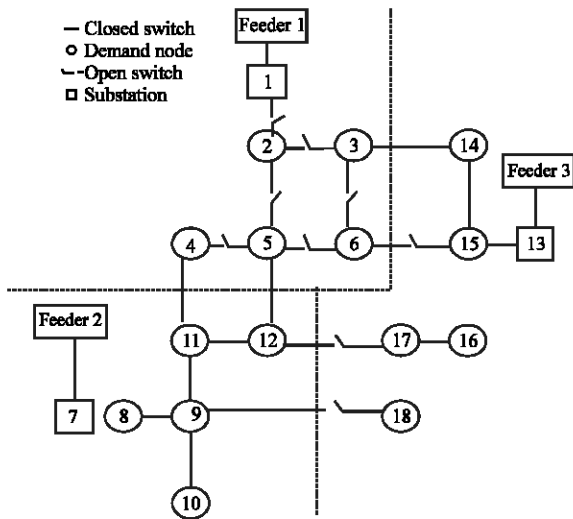 Closed switch
Demand node
Open switch
Substation
Feeder 1
1
2
3
14
Feeder 3
4
5
6
15
13
Feeder 2
11
12
17
16
7
8
9
18
10